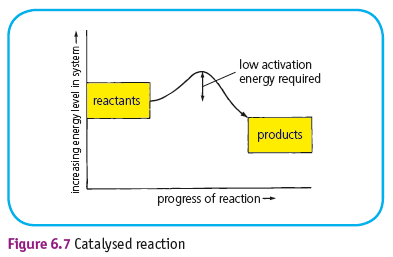 increasing energy level in system →
reactants
low activation
energy required
products
progress of reaction →
Figure 6.7 Catalysed reaction